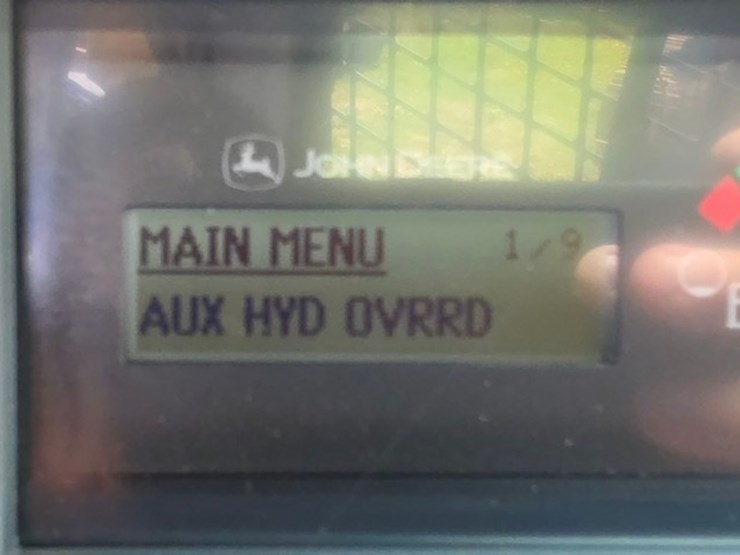 JOHN DEERE
MAIN MENU 1/9
AUX HYD OVRRD